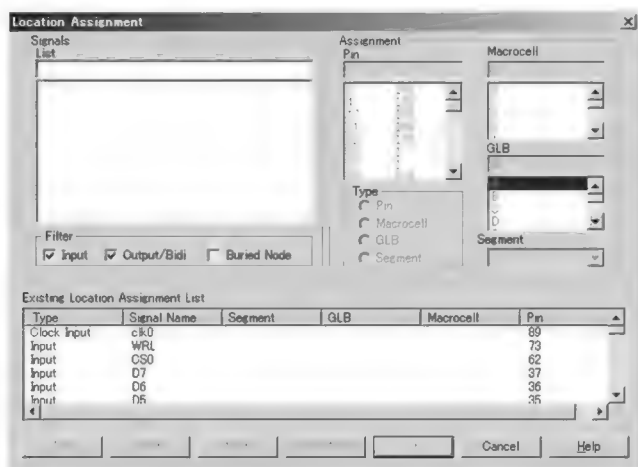 Location Assignment
Signals
List
Assignment
Pin
Macrocell
GLB
D
Type
Pin
Macrocell
GLB
Segment
Segment
Filter
Input Output/Bidi Buried Node
Existing Location Assignment List
Type Signal Name Segment GLB Macrocell Pin
Clock Input clk0 89
Input WRL 73
Input CS0 62
Input D7 37
Input D6 36
Input D5 35
Cancel Help